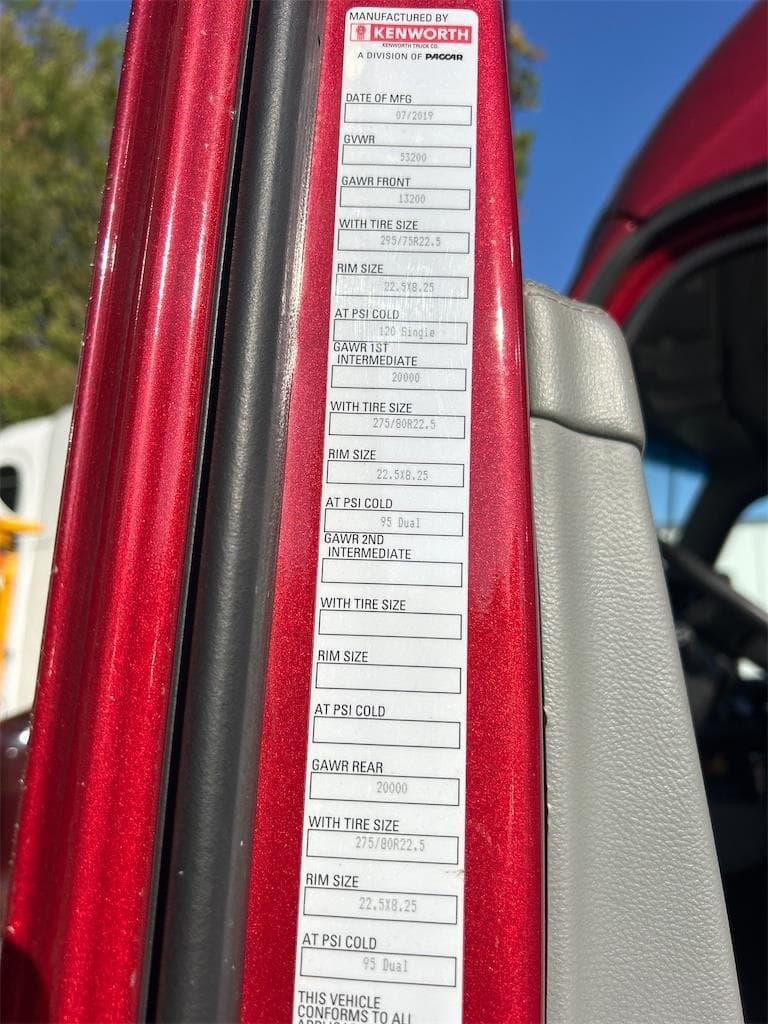 MANUFACTURED BY
KENWORTH
KENWORTH TRUCK CO.
A DIVISION OF PACCAR
DATE OF MFG
07/2019
GVWR
53200
GAWR FRONT
13200
WITH TIRE SIZE
295/75R22.5
RIM SIZE
22.5X8.25
AT PSI COLD
120 Single
GAWR 1ST
INTERMEDIATE
20000
WITH TIRE SIZE
275/80R22.5
RIM SIZE
22.5X8.25
AT PSI COLD
95 Dual
GAWR 2ND
INTERMEDIATE
WITH TIRE SIZE
RIM SIZE
AT PSI COLD
GAWR REAR
20000
WITH TIRE SIZE
275/80R22.5
RIM SIZE
22.5X8.25
AT PSI COLD
95 Dual
THIS VEHICLE
CONFORMS TO ALL